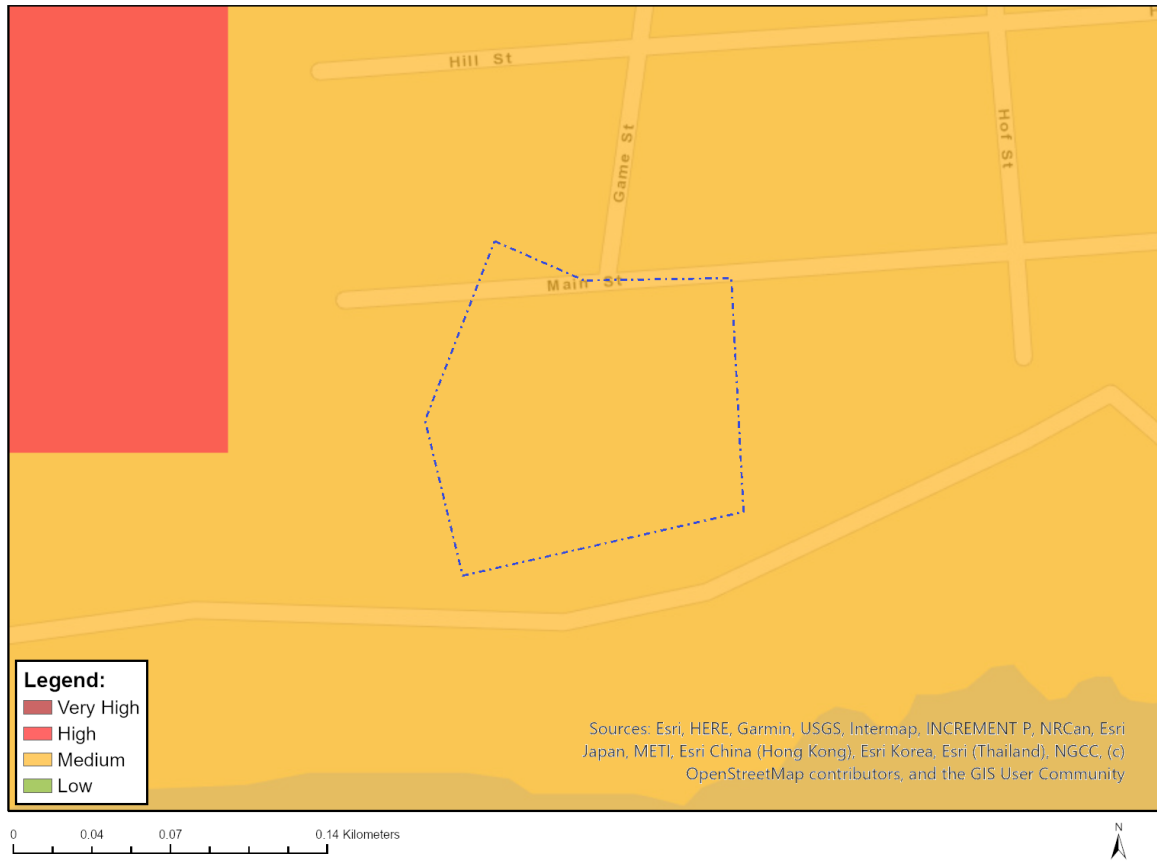 Hill St
Game St
Hof St
Main St
Legend:
Very High
High
Medium
Low
Sources: Esri, HERE, Garmin, USGS, Intermap, INCREMENT P, NRCan, Esri
Japan, METI, Esri China (Hong Kong), Esri Korea, Esri (Thailand), NGCC, (c)
OpenStreetMap contributors, and the GIS User Community
0 0.04 0.07 0.14 Kilometers
N